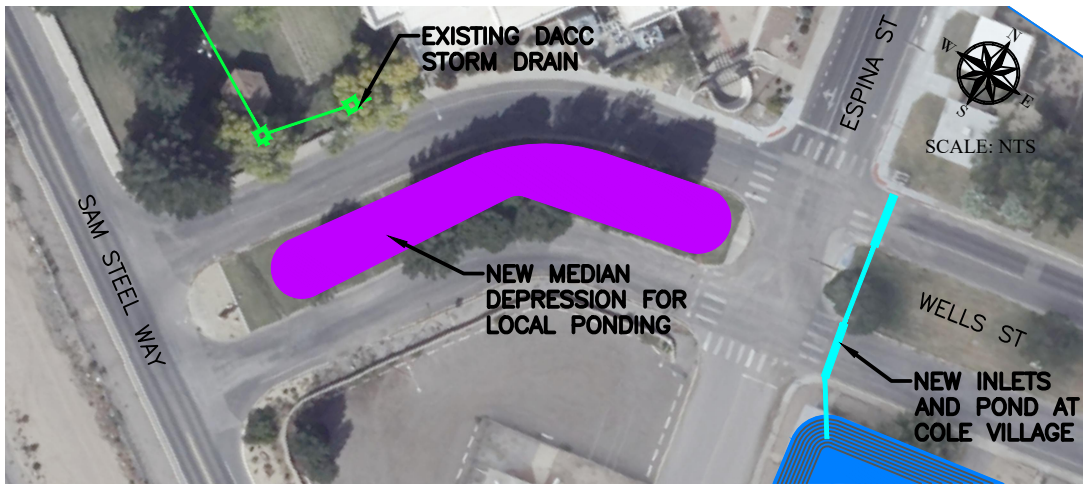 EXISTING DACC
STORM DRAIN
ESPINA ST
N
W
E
S
SCALE: NTS
SAM STEEL WAY
NEW MEDIAN
DEPRESSION FOR
LOCAL PONDING
WELLS ST
NEW INLETS
AND POND AT
COLE VILLAGE